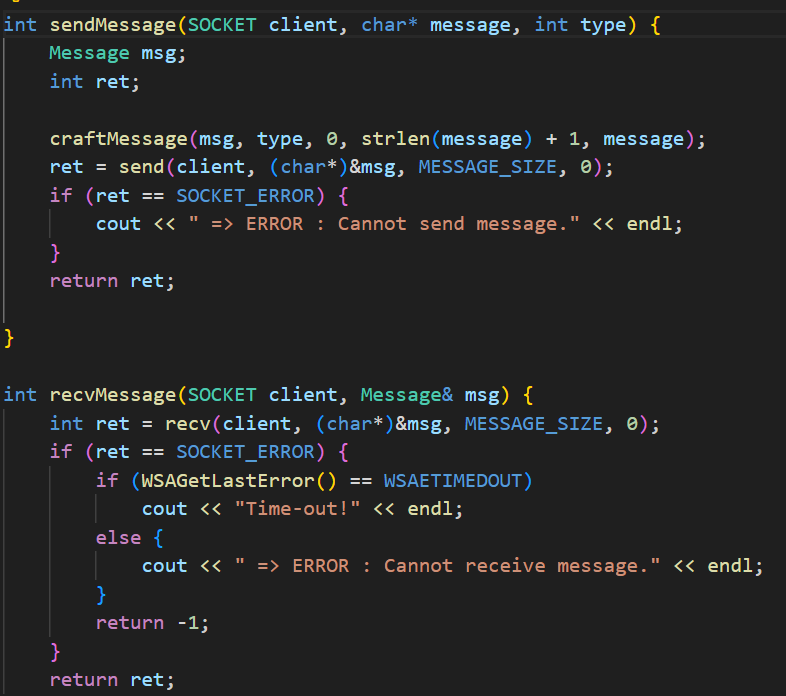 int sendMessage(SOCKET client, char* message, int type) {
    Message msg;
    int ret;

    craftMessage(msg, type, 0, strlen(message) + 1, message);
    ret = send(client, (char*)&msg, MESSAGE_SIZE, 0);
    if (ret == SOCKET_ERROR) {
        cout << " => ERROR : Cannot send message." << endl;
    }
    return ret;

}

int recvMessage(SOCKET client, Message& msg) {
    int ret = recv(client, (char*)&msg, MESSAGE_SIZE, 0);
    if (ret == SOCKET_ERROR) {
        if (WSAGetLastError() == WSAETIMEDOUT)
            cout << "Time-out!" << endl;
        else {
            cout << " => ERROR : Cannot receive message." << endl;
        }
        return -1;
    }
    return ret;